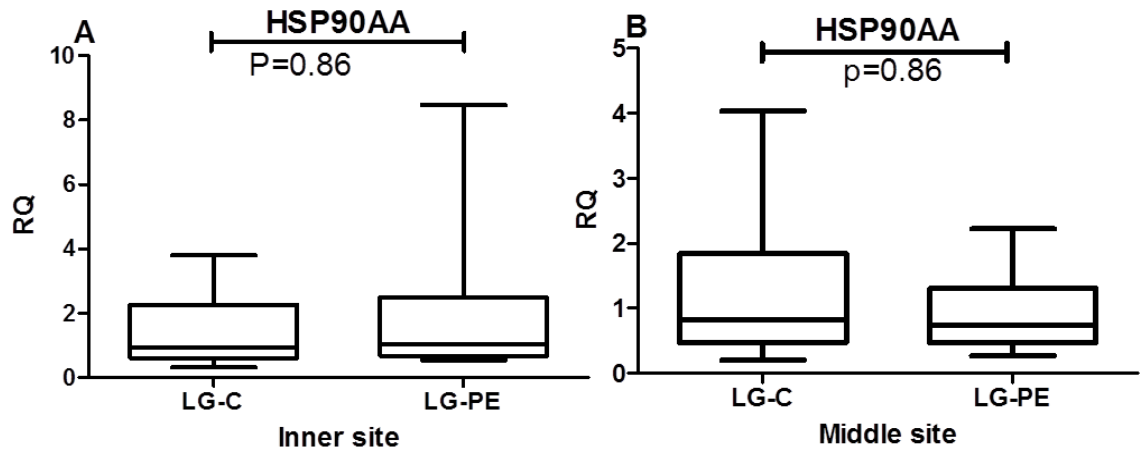 A
HSP90AA
P=0.86
10
8
6
4
2
0
RQ
LG-C
LG-PE
Inner site
B
HSP90AA
p=0.86
5
4
3
2
1
0
RQ
LG-C
LG-PE
Middle site